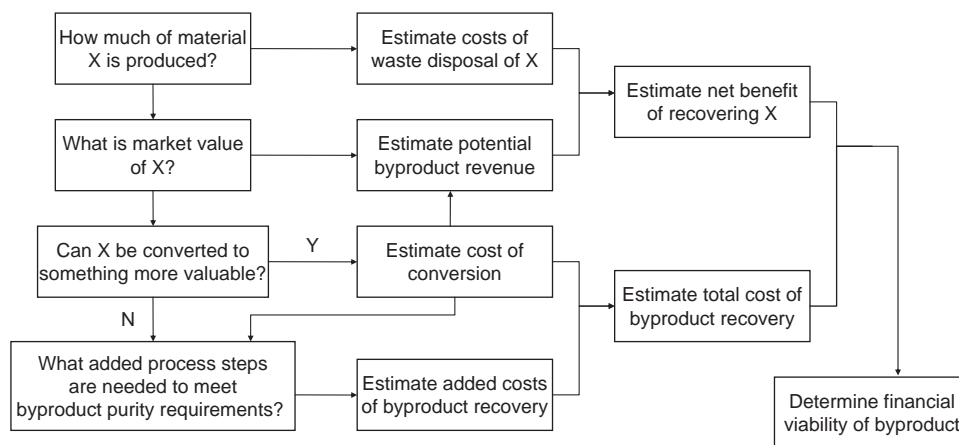 How much of material
X is produced?
Estimate costs of
waste disposal of X
Estimate net benefit
of recovering X
What is market value
of X?
Estimate potential
byproduct revenue
Can X be converted to
something more valuable?
Y
Estimate cost of
conversion
Estimate total cost of
byproduct recovery
N
What added process steps
are needed to meet
byproduct purity requirements?
Estimate added costs
of byproduct recovery
Determine financial
viability of byproduct